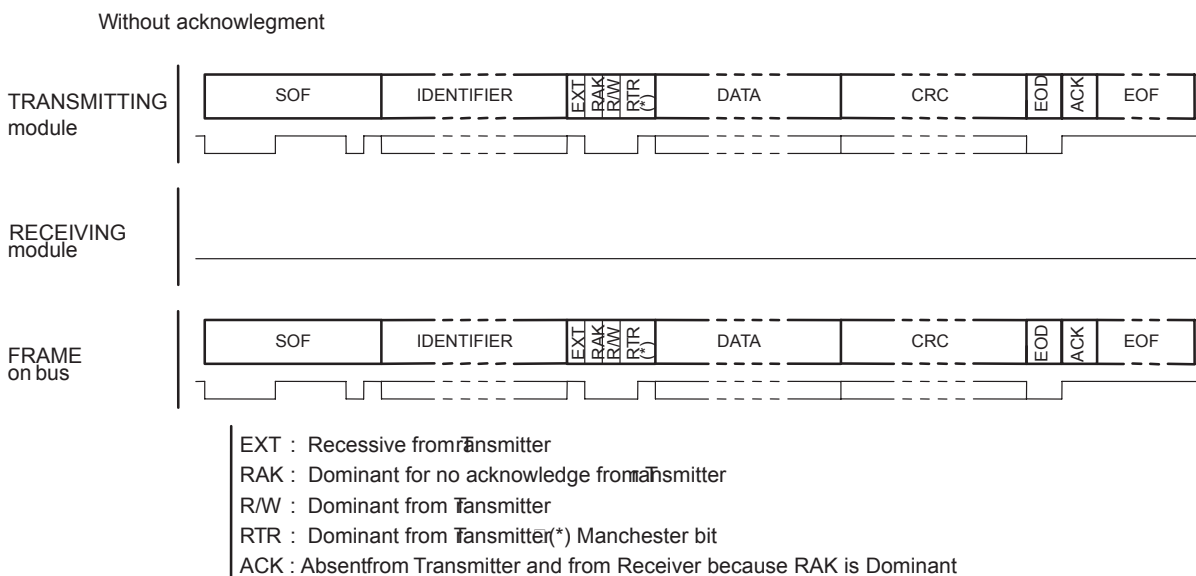 Without acknowlegment
TRANSMITTING
module
SOF IDENTIFIER EXT RAK R/W RTR (*) DATA CRC EOD ACK EOF
RECEIVING
module
FRAME
on bus
SOF IDENTIFIER EXT RAK R/W RTR (*) DATA CRC EOD ACK EOF
EXT : Recessive from Transmitter
RAK : Dominant for no acknowledge from Transmitter
R/W : Dominant from Transmitter
RTR : Dominant from Transmitter (*) Manchester bit
ACK : Absentfrom Transmitter and from Receiver because RAK is Dominant